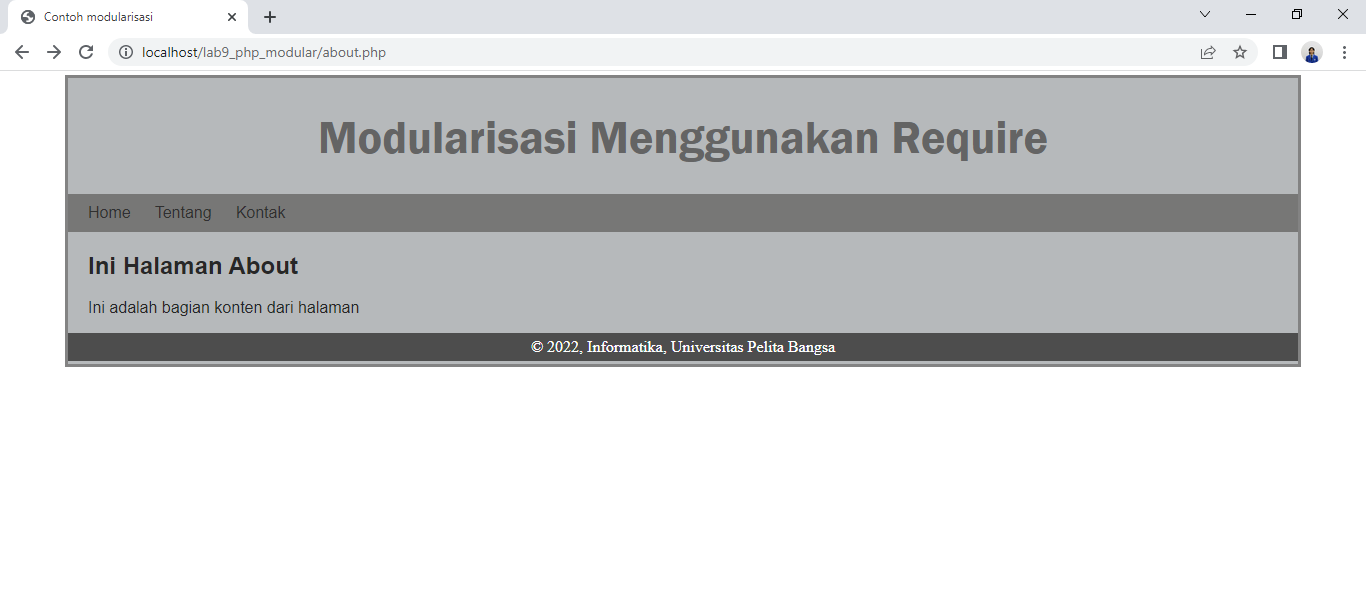 Contoh modularisasi
localhost/lab9_php_modular/about.php
Modularisasi Menggunakan Require
Home Tentang Kontak
Ini Halaman About
Ini adalah bagian konten dari halaman
© 2022, Informatika, Universitas Pelita Bangsa